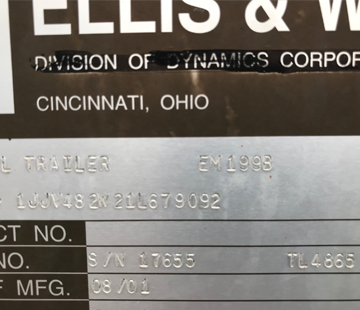 ELLIS & W
DIVISION OF DYNAMICS CORPOR
CINCINNATI, OHIO
L TRAILER EM1998
1JJV482W21L679092
CT NO.
NO. S/N 17655 TL4865
F MFG. 08/01